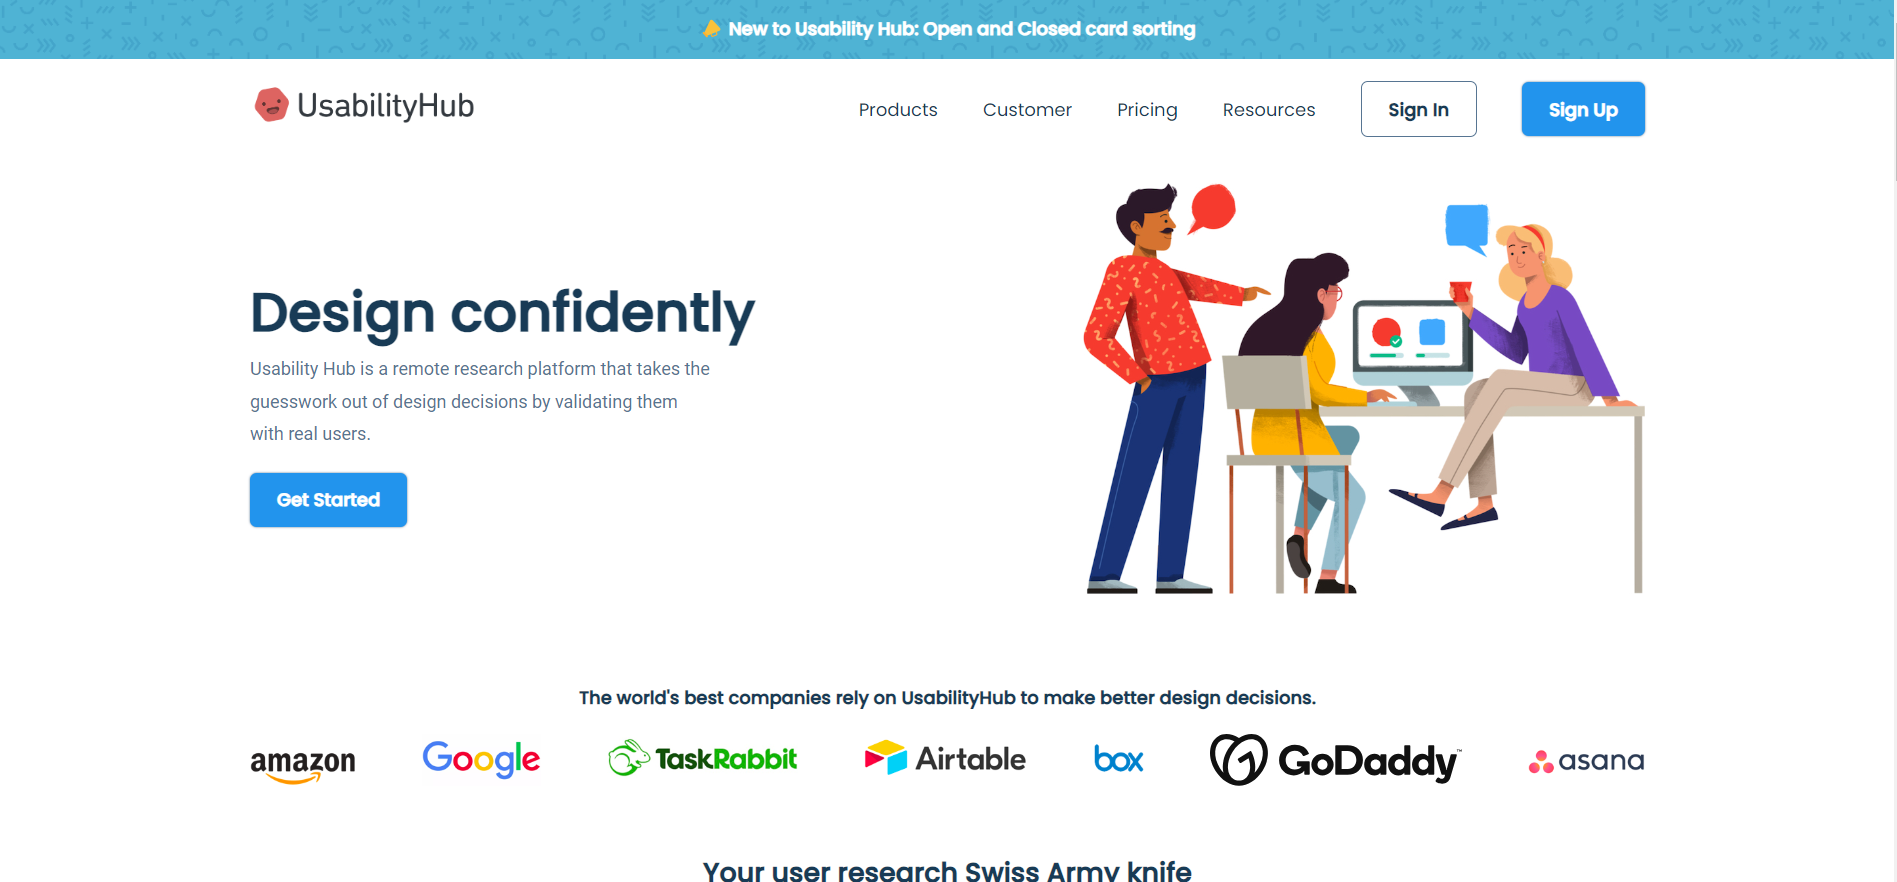 New to Usability Hub: Open and Closed card sorting
UsabilityHub
Products
Customer
Pricing
Resources
Sign In
Sign Up
Design confidently
Usability Hub is a remote research platform that takes the
guesswork out of design decisions by validating them
with real users.
Get Started
The world's best companies rely on UsabilityHub to make better design decisions.
amazon
Google
TaskRabbit
Airtable
box
GoDaddy™
asana
Your user research Swiss Army knife